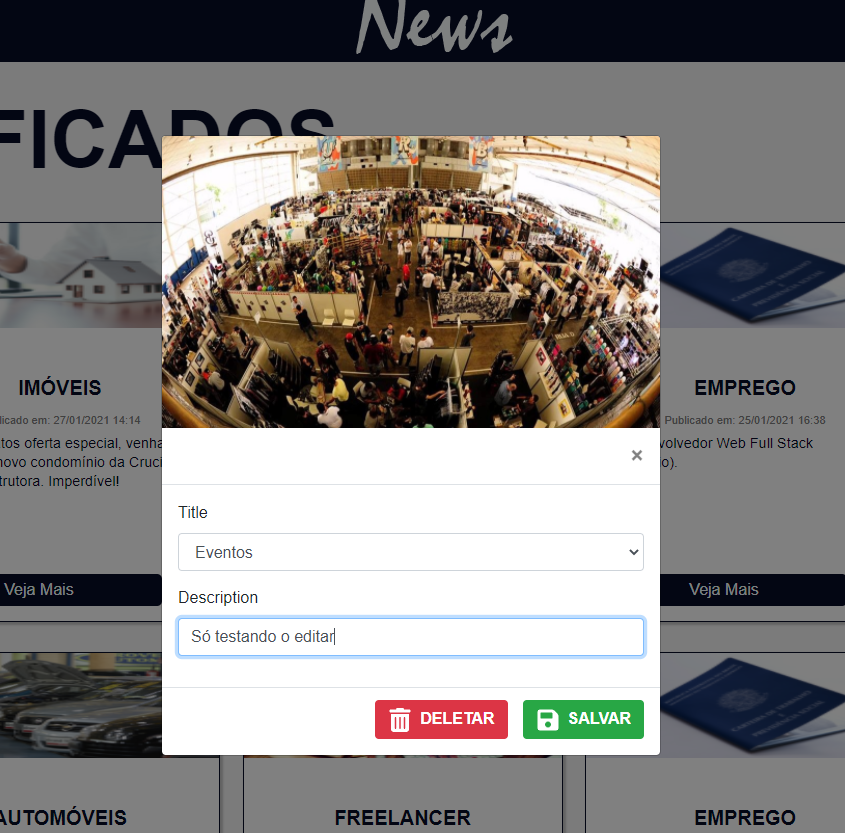 News
FICADOS
IMÓVEIS
licado em: 27/01/2021 14:14
tos oferta especial, venha
novo condomínio da Cruci
trutora. Imperdível!
Veja Mais
EMPREGO
Publicado em: 25/01/2021 16:38
volvedor Web Full Stack
o).
Veja Mais
×
Title
Eventos
Description
Só testando o editar
DELETAR
SALVAR
AUTOMÓVEIS
FREELANCER
EMPREGO